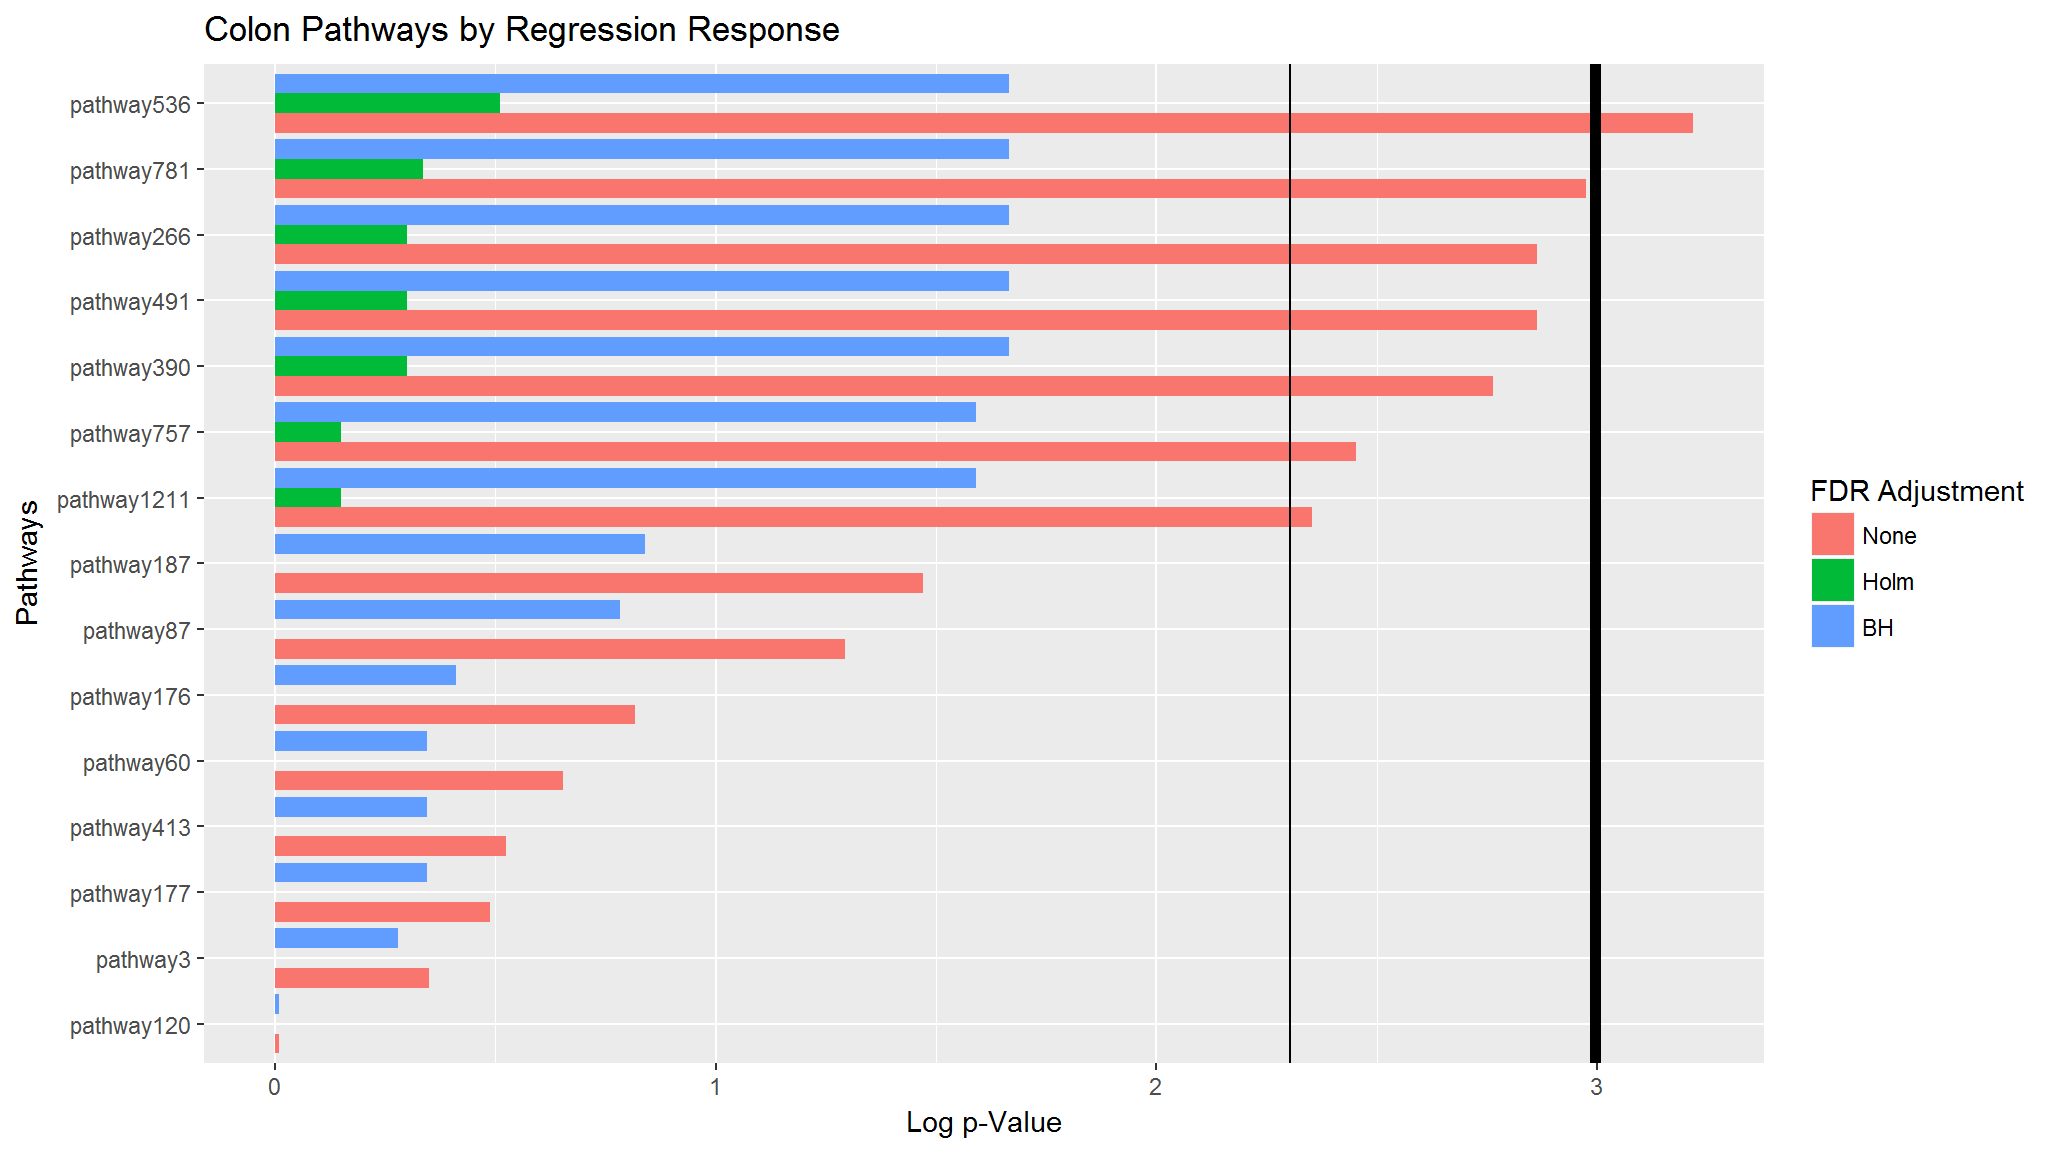 Colon Pathways by Regression Response
pathway536
pathway781
pathway266
pathway491
pathway390
pathway757
pathway1211
pathway187
pathway87
pathway176
pathway60
pathway413
pathway177
pathway3
pathway120
Pathways
0 1 2 3
Log p-Value
FDR Adjustment
None
Holm
BH